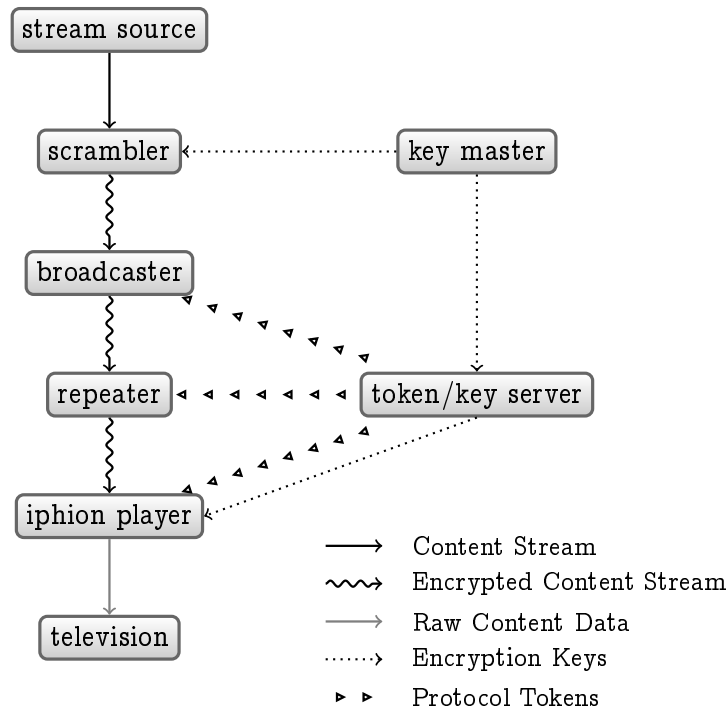 stream source
scrambler
key master
broadcaster
repeater
token/key server
iphion player
television
Content Stream
Encrypted Content Stream
Raw Content Data
Encryption Keys
Protocol Tokens